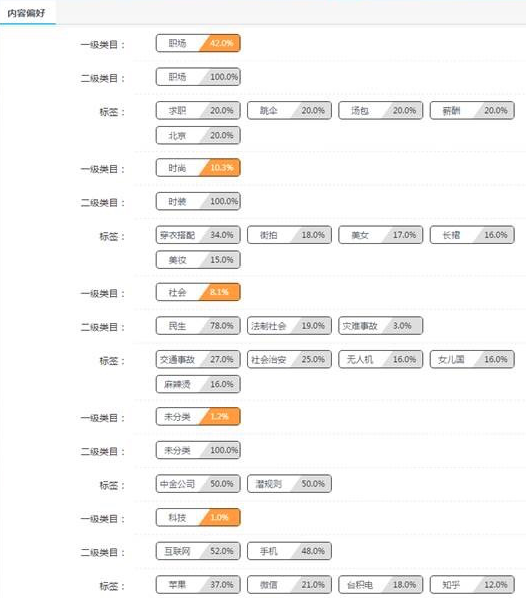 内容偏好
一级类目： 职场 42.0%
二级类目： 职场 100.0%
标签： 求职 20.0% 跳伞 20.0% 汤包 20.0% 薪酬 20.0%
北京 20.0%
一级类目： 时尚 10.3%
二级类目： 时装 100.0%
标签： 穿衣搭配 34.0% 街拍 18.0% 美女 17.0% 长裙 16.0%
美妆 15.0%
一级类目： 社会 8.1%
二级类目： 民生 78.0% 法制社会 19.0% 灾难事故 3.0%
标签： 交通事故 27.0% 社会治安 25.0% 无人机 16.0% 女儿国 16.0%
麻辣烫 16.0%
一级类目： 未分类 1.2%
二级类目： 未分类 100.0%
标签： 中金公司 50.0% 潜规则 50.0%
一级类目： 科技 1.0%
二级类目： 互联网 52.0% 手机 48.0%
标签： 苹果 37.0% 微信 21.0% 台积电 18.0% 知乎 12.0%